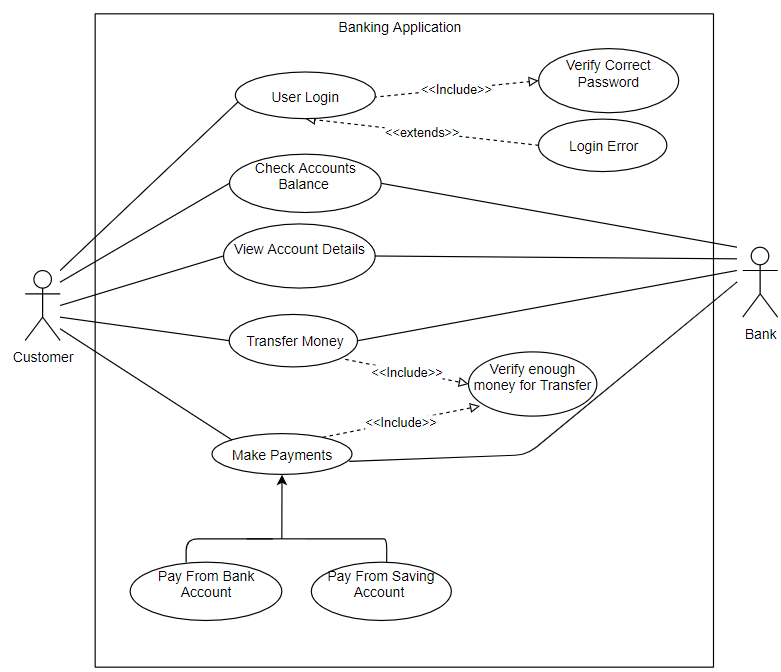 Banking Application
User Login
<<Include>>
Verify Correct
Password
<<extends>>
Login Error
Check Accounts
Balance
View Account Details
Customer
Bank
Transfer Money
<<Include>>
Verify enough
money for Transfer
<<Include>>
Make Payments
Pay From Bank
Account
Pay From Saving
Account